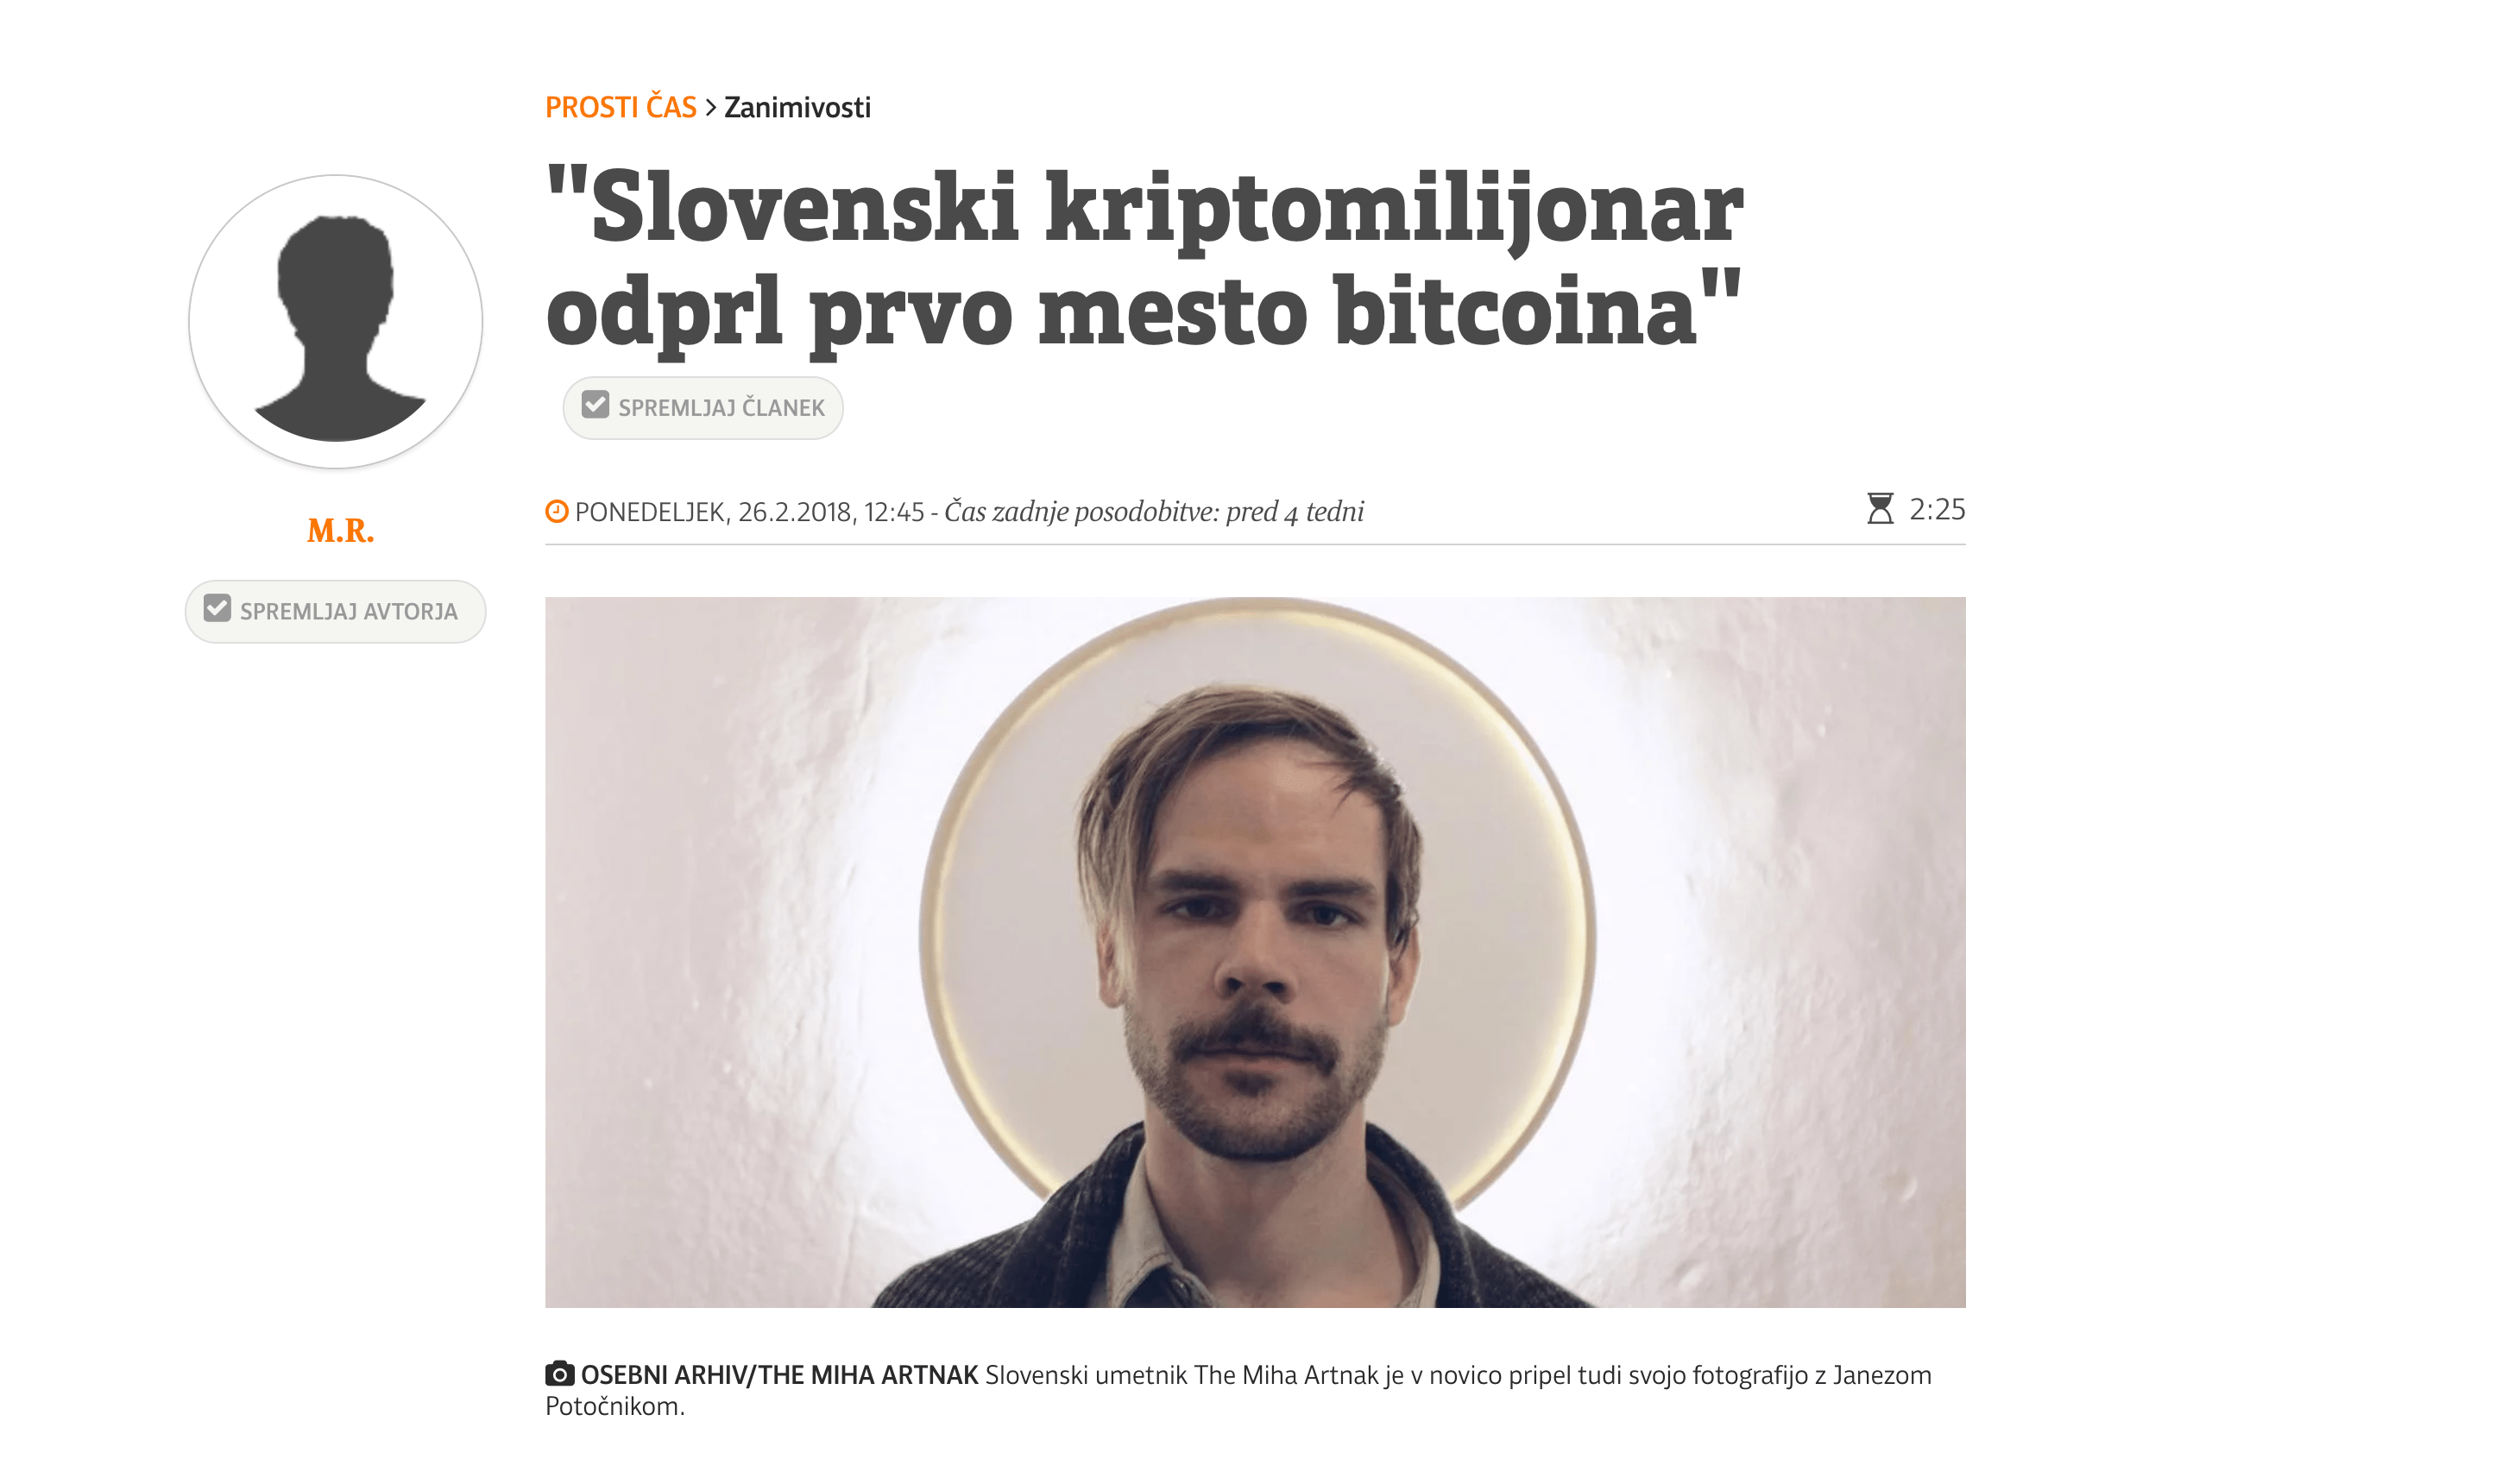 PROSTI ČAS > Zanimivosti
"Slovenski kriptomilijonar
odprl prvo mesto bitcoina"
SPREMLJAJ ČLANEK
PONEDELJEK, 26.2.2018, 12:45 - Čas zadnje posodobitve: pred 4 tedni
2:25
M.R.
SPREMLJAJ AVTORJA
OSEBNI ARHIV/THE MIHA ARTNAK Slovenski umetnik The Miha Artnak je v novico pripel tudi svojo fotografijo z Janezom
Potočnikom.